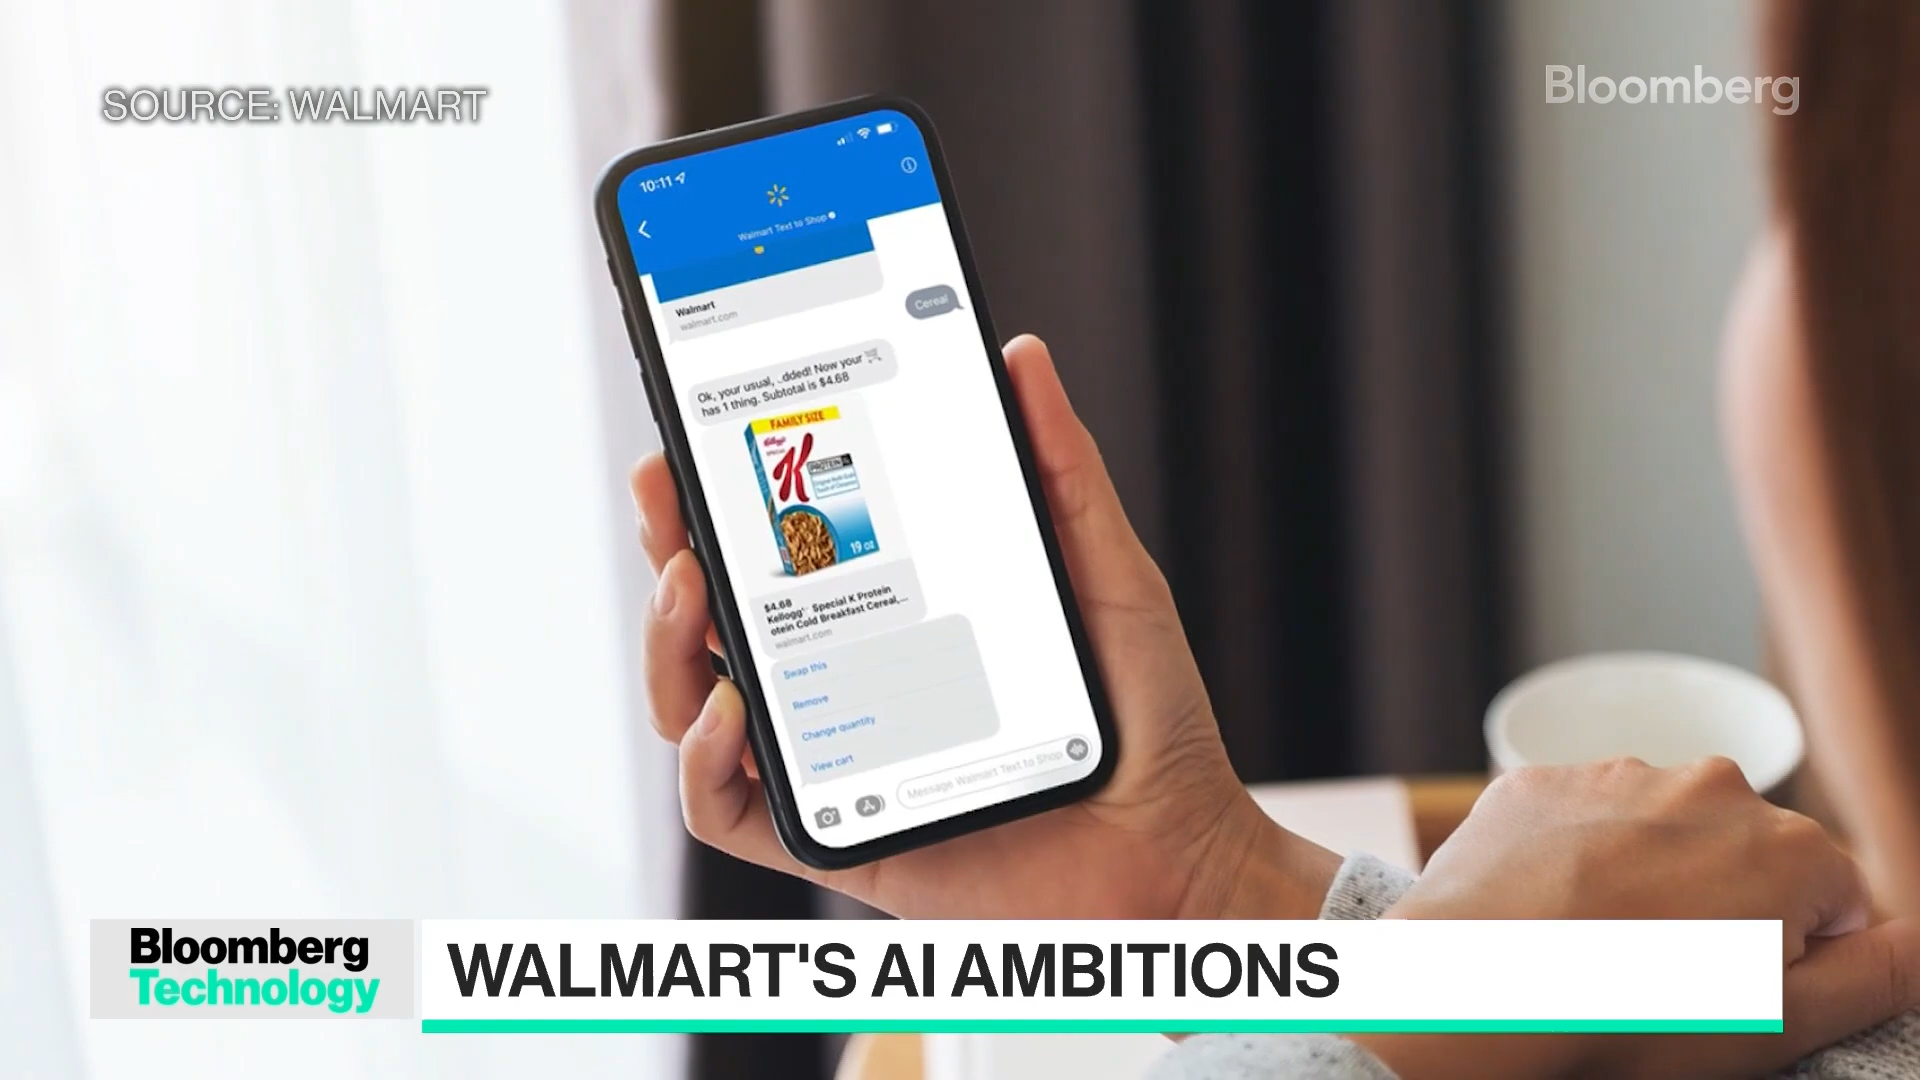 SOURCE: WALMART
Bloomberg
10:11
Walmart Text to Shop
Walmart
walmart.com
Cereal
Ok, your usual, ..dded! Now your
has 1 thing. Subtotal is $4.68
FAMILY SIZE
Kellogg's
SPECIAL
K
PROTEIN
19 OZ
$4.68
Kellogg' Special K Protein
otein Cold Breakfast Cereal,...
walmart.com
Swap this
Remove
Change quantity
View cart
Message Walmart Text to Shop
Bloomberg
Technology
WALMART'S AI AMBITIONS